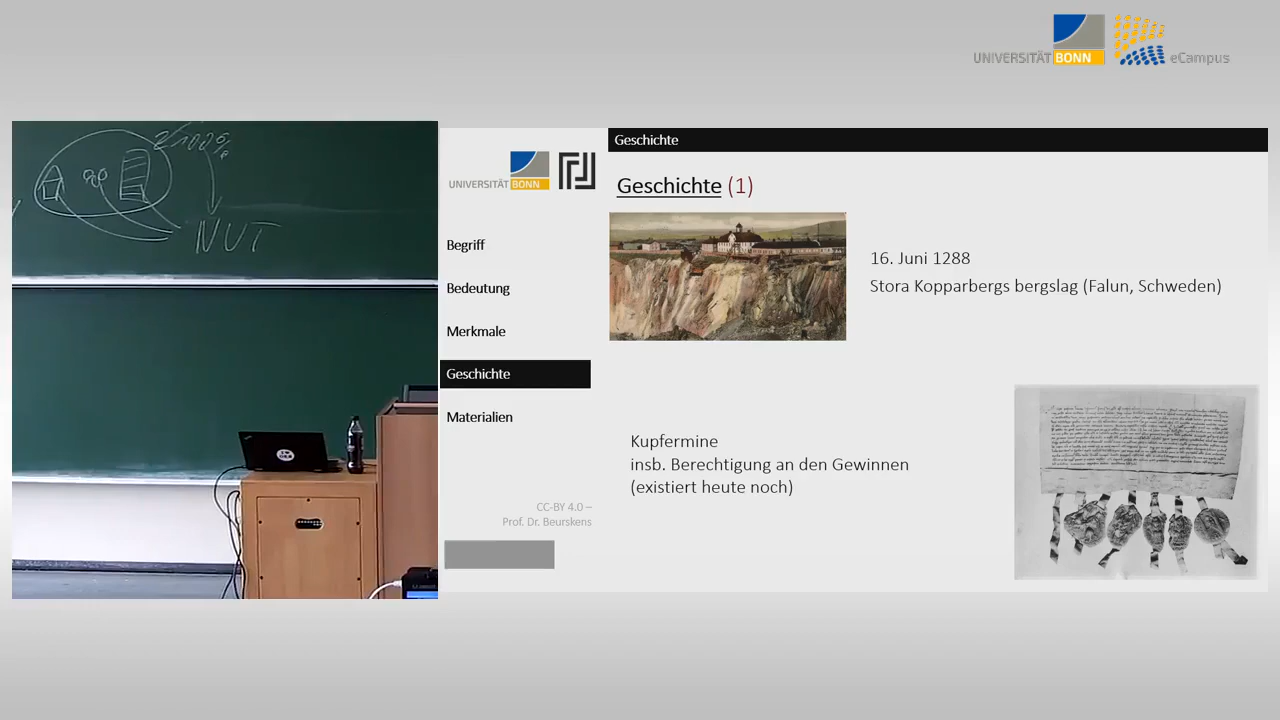 UNIVERSITÄT BONN eCampus
NUT
UNIVERSITÄT BONN
Begriff
Bedeutung
Merkmale
Geschichte
Materialien
CC-BY 4.0 –
Prof. Dr. Beurskens
Geschichte
Geschichte (1)
16. Juni 1288
Stora Kopparbergs bergslag (Falun, Schweden)
Kupfermine
insb. Berechtigung an den Gewinnen
(existiert heute noch)